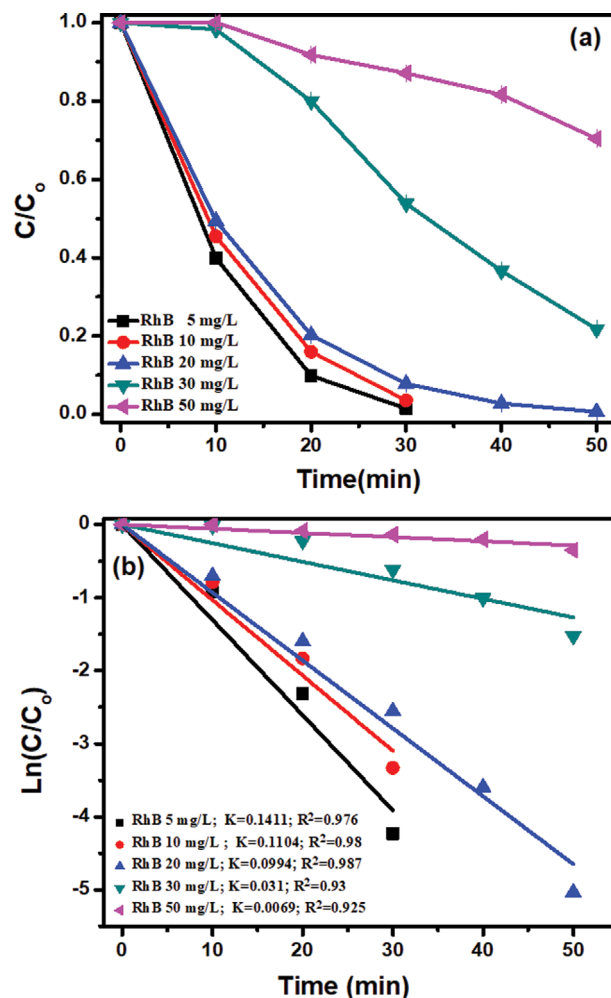 (a)
1.0
0.8
0.6
0.4
0.2
0.0
C/Co
RhB 5 mg/L
RhB 10 mg/L
RhB 20 mg/L
RhB 30 mg/L
RhB 50 mg/L
0 10 20 30 40 50
Time(min)
(b)
0
-1
-2
-3
-4
-5
Ln(C/Co)
RhB 5 mg/L; K=0.1411; R²=0.976
RhB 10 mg/L ; K=0.1104; R²=0.98
RhB 20 mg/L; K=0.0994; R²=0.987
RhB 30 mg/L; K=0.031; R²=0.93
RhB 50 mg/L; K=0.0069; R²=0.925
0 10 20 30 40 50
Time (min)